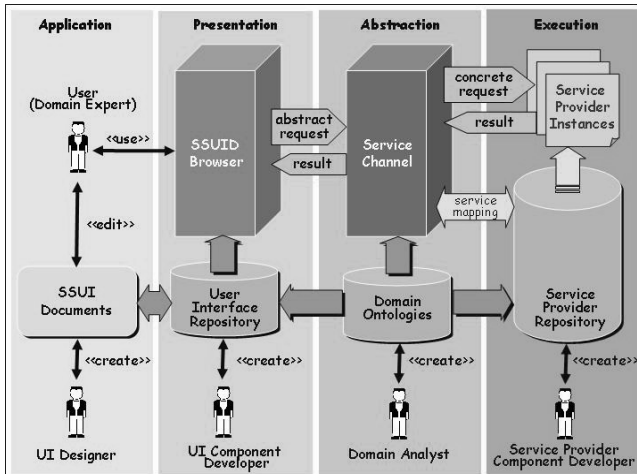 Application
Presentation
Abstraction
Execution
User
(Domain Expert)
<<use>>
<<edit>>
SSUID
Browser
abstract
request
result
Service
Channel
concrete
request
result
Service
Provider
Instances
service
mapping
SSUI
Documents
User
Interface
Repository
Domain
Ontologies
Service
Provider
Repository
<<create>>
<<create>>
<<create>>
<<create>>
UI Designer
UI Component
Developer
Domain Analyst
Service Provider
Component Developer